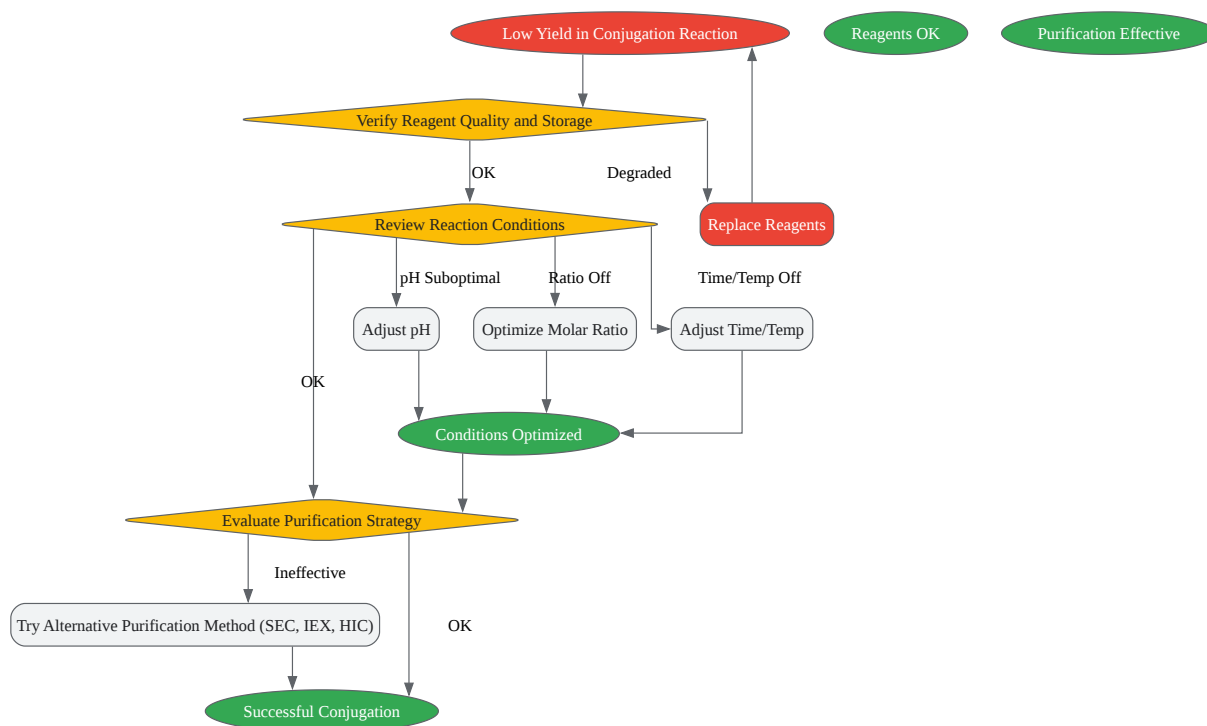 Low Yield in Conjugation Reaction
Reagents OK
Purification Effective
Verify Reagent Quality and Storage
OK
Degraded
Review Reaction Conditions
Replace Reagents
pH Suboptimal
Ratio Off
Time/Temp Off
Adjust pH
Optimize Molar Ratio
Adjust Time/Temp
OK
Conditions Optimized
Evaluate Purification Strategy
Ineffective
Try Alternative Purification Method (SEC, IEX, HIC)
OK
Successful Conjugation